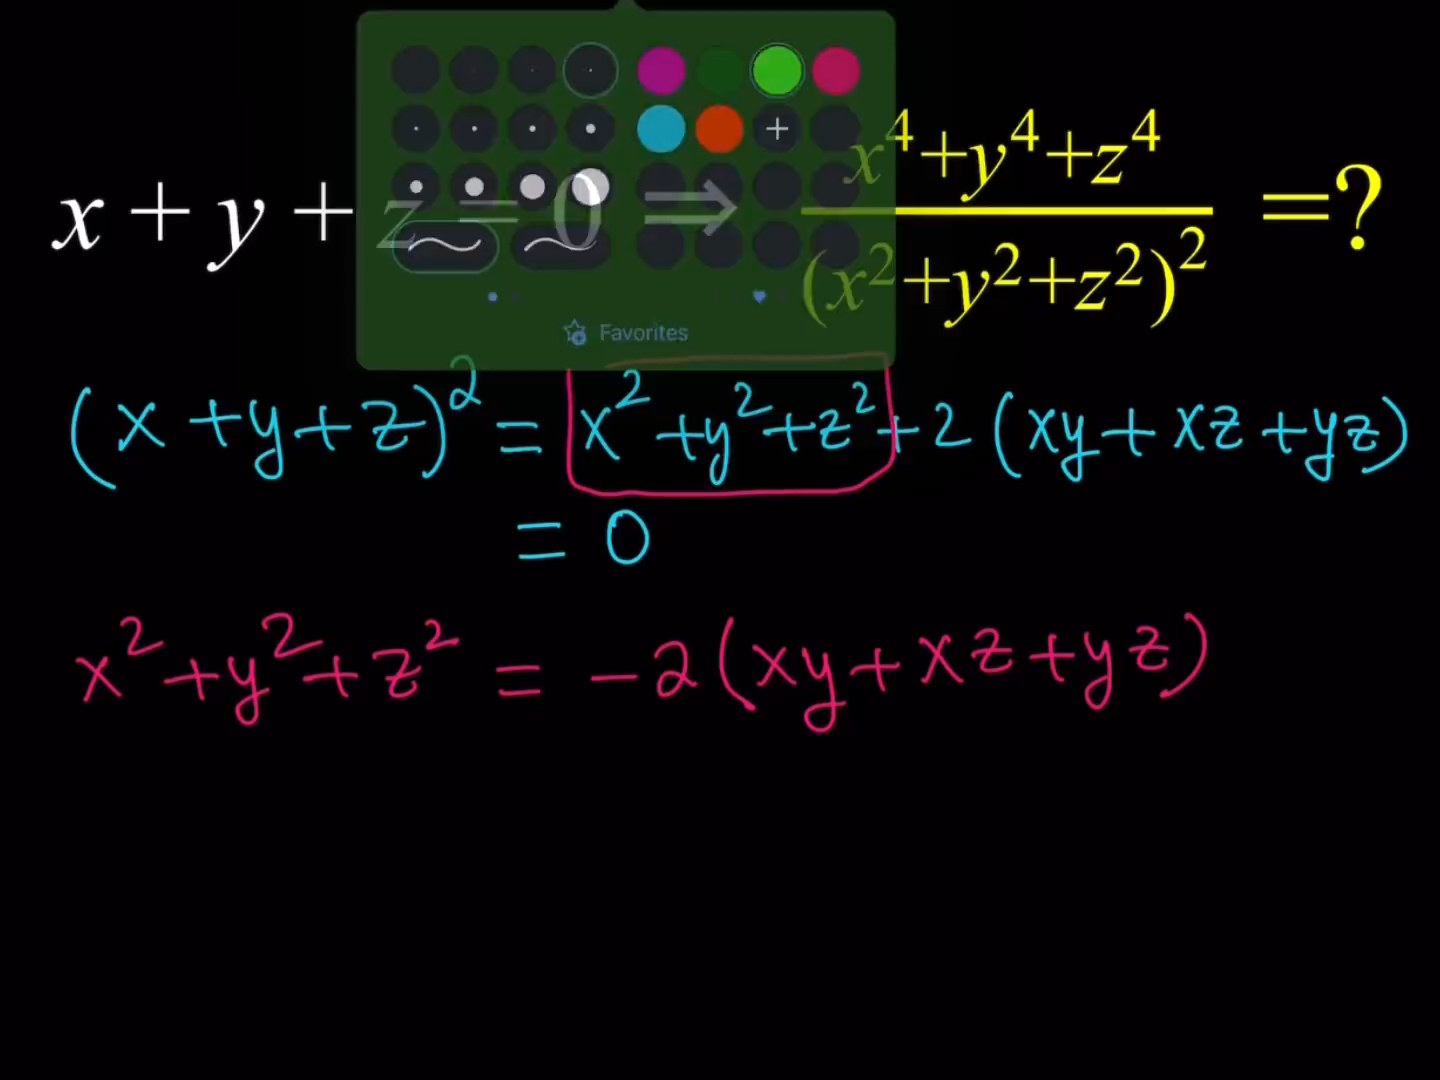 x + y + z = 0 ⇒ x⁴+y⁴+z⁴ / (x²+y²+z²)² =?
Favorites
(x+y+z)² = x²+y²+z²+2(xy+xz+yz)
= 0
x²+y²+z² = -2(xy+xz+yz)